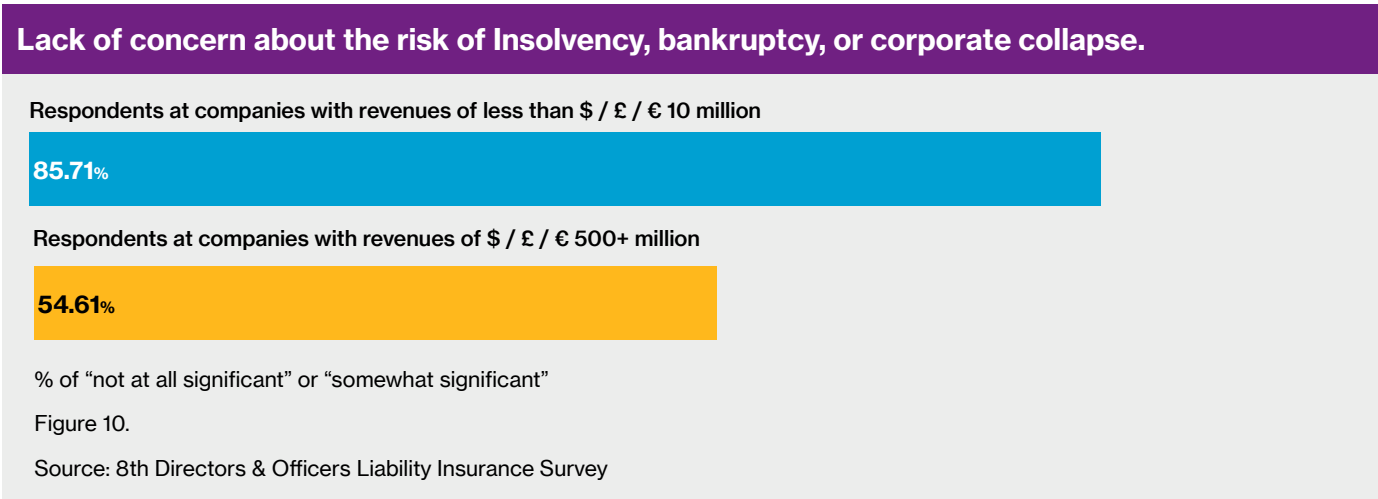 Lack of concern about the risk of Insolvency, bankruptcy, or corporate collapse.
Respondents at companies with revenues of less than $ / £ / € 10 million
85.71%
Respondents at companies with revenues of $ / £ / € 500+ million
54.61%
% of “not at all significant” or “somewhat significant”
Figure 10.
Source: 8th Directors & Officers Liability Insurance Survey